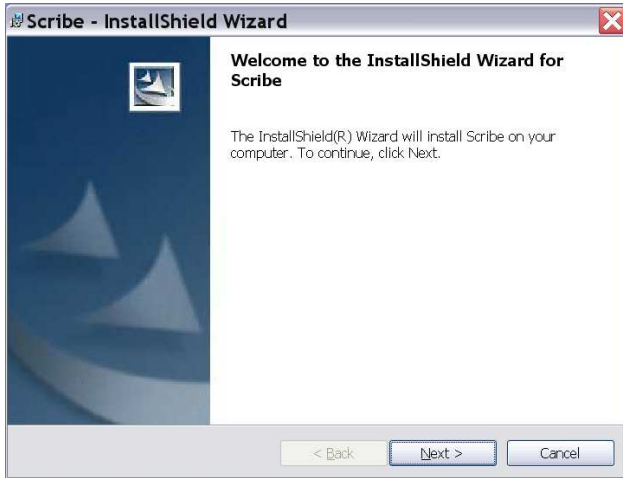 Scribe - InstallShield Wizard
Welcome to the InstallShield Wizard for
Scribe
The InstallShield(R) Wizard will install Scribe on your
computer. To continue, click Next.
< Back
Next >
Cancel